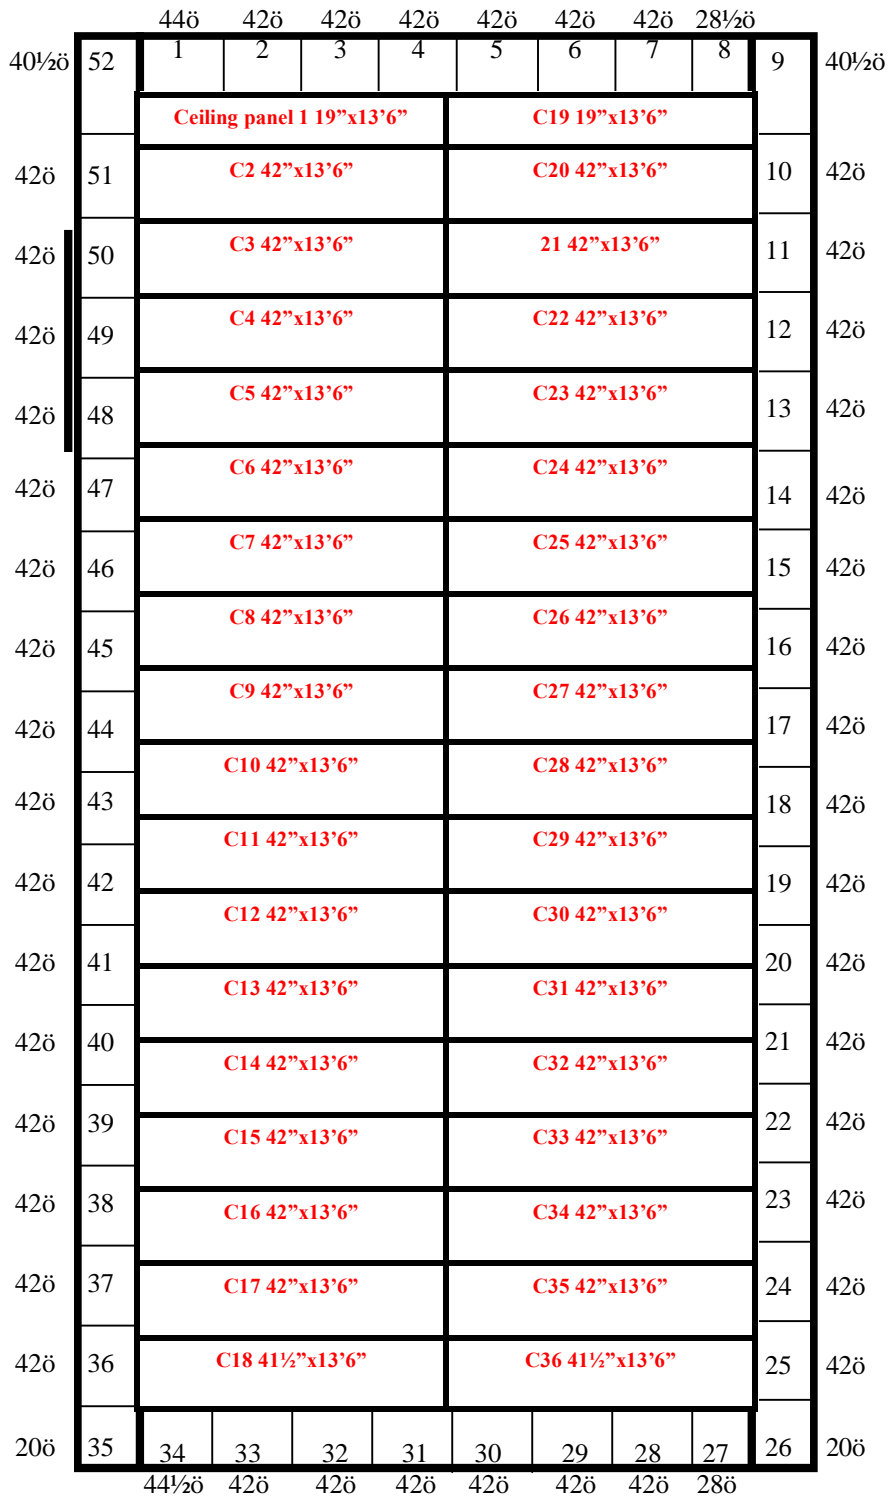 44ö 42ö 42ö 42ö 42ö 42ö 42ö 28½ö
1 2 3 4 5 6 7 8
40½ö 52 9 40½ö
Ceiling panel 1 19”x13’6” C19 19”x13’6”
42ö 51 C2 42”x13’6” C20 42”x13’6” 10 42ö
42ö 50 C3 42”x13’6” 21 42”x13’6” 11 42ö
42ö 49 C4 42”x13’6” C22 42”x13’6” 12 42ö
42ö 48 C5 42”x13’6” C23 42”x13’6” 13 42ö
42ö 47 C6 42”x13’6” C24 42”x13’6” 14 42ö
42ö 46 C7 42”x13’6” C25 42”x13’6” 15 42ö
42ö 45 C8 42”x13’6” C26 42”x13’6” 16 42ö
42ö 44 C9 42”x13’6” C27 42”x13’6” 17 42ö
42ö 43 C10 42”x13’6” C28 42”x13’6” 18 42ö
42ö 42 C11 42”x13’6” C29 42”x13’6” 19 42ö
42ö 41 C12 42”x13’6” C30 42”x13’6” 20 42ö
42ö 40 C13 42”x13’6” C31 42”x13’6” 21 42ö
42ö 39 C14 42”x13’6” C32 42”x13’6” 22 42ö
42ö 38 C15 42”x13’6” C33 42”x13’6” 23 42ö
42ö 37 C16 42”x13’6” C34 42”x13’6” 24 42ö
42ö 36 C17 42”x13’6” C35 42”x13’6” 25 42ö
C18 41½”x13’6” C36 41½”x13’6”
20ö 35 34 33 32 31 30 29 28 27 26 20ö
44½ö 42ö 42ö 42ö 42ö 42ö 42ö 28ö